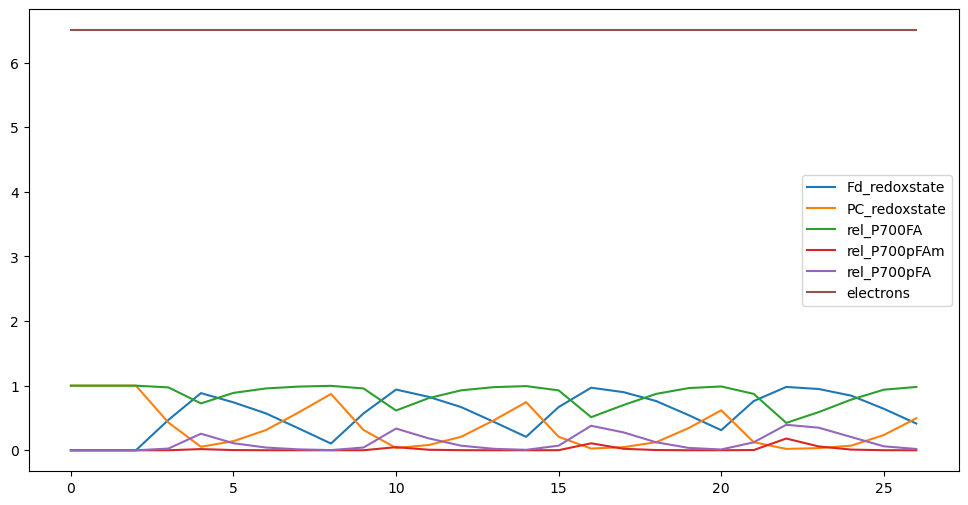 6
5
4
3
2
1
0
0
5
10
15
20
25
Fd_redoxstate
PC_redoxstate
rel_P700FA
rel_P700pFAm
rel_P700pFA
electrons